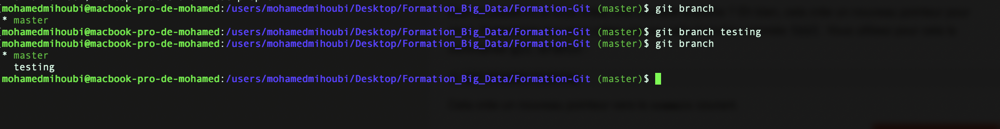 mohamedmihoubi@macbook-pro-de-mohamed:/users/mohamedmihoubi/Desktop/Formation_Big_Data/Formation-Git (master)$ git branch
* master
mohamedmihoubi@macbook-pro-de-mohamed:/users/mohamedmihoubi/Desktop/Formation_Big_Data/Formation-Git (master)$ git branch testing
mohamedmihoubi@macbook-pro-de-mohamed:/users/mohamedmihoubi/Desktop/Formation_Big_Data/Formation-Git (master)$ git branch
* master
  testing
mohamedmihoubi@macbook-pro-de-mohamed:/users/mohamedmihoubi/Desktop/Formation_Big_Data/Formation-Git (master)$